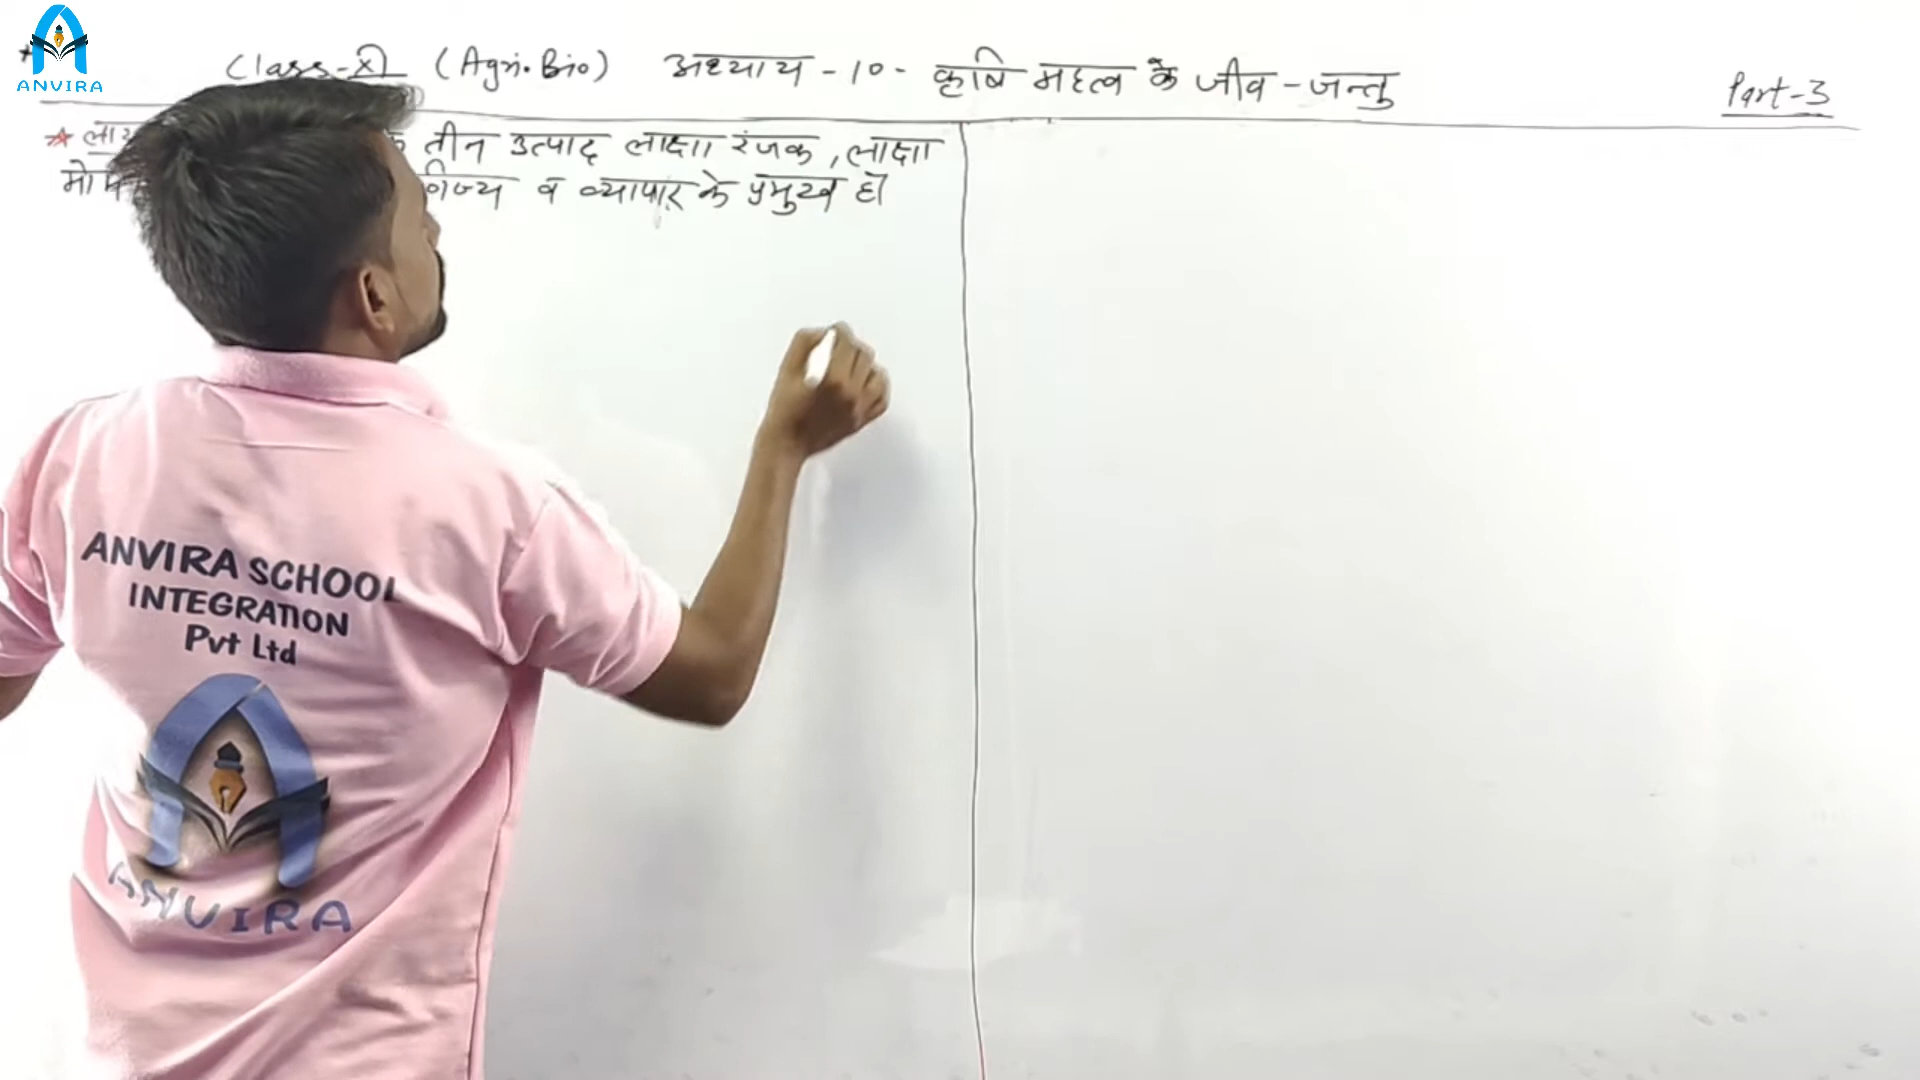 ANVIRA
Class-XI (Agri. Bio) अध्याय - 10 - कृषि महत्व के जीव - जन्तु
Part-3
तीन उत्पाद लाक्षा रंजक, लाक्षा
व व्यापार के प्रमुख हो
ANVIRA SCHOOL
INTEGRATION
Pvt Ltd
ANVIRA